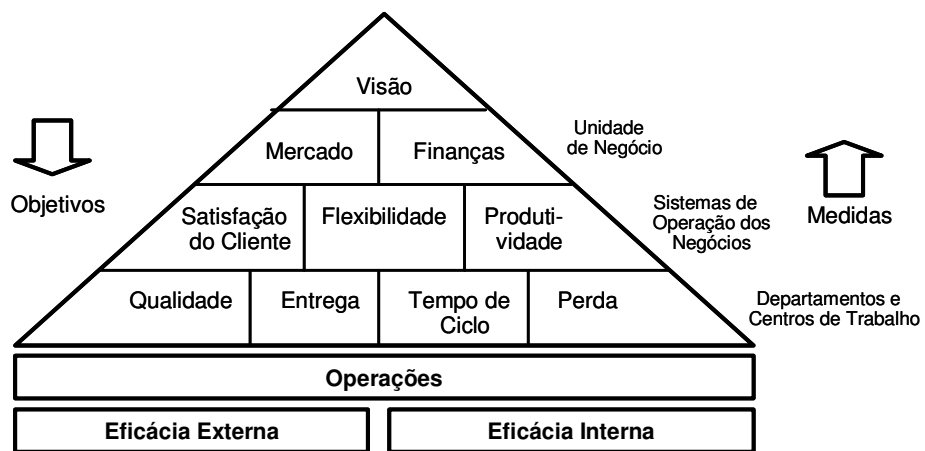 Visão
Unidade
de Negócio
Mercado
Finanças
Objetivos
Satisfação
do Cliente
Flexibilidade
Produti-
vidade
Sistemas de
Operação dos
Negócios
Medidas
Qualidade
Entrega
Tempo de
Ciclo
Perda
Departamentos e
Centros de Trabalho
Operações
Eficácia Externa
Eficácia Interna